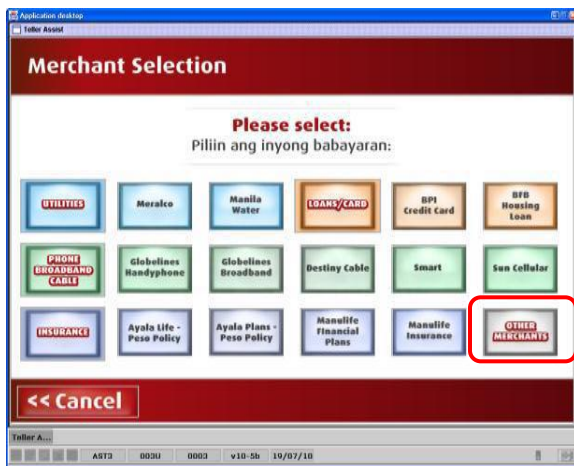 Application desktop
Teller Assist
Merchant Selection
Please select:
Piliin ang inyong babayaran:
UTILITIES
Meralco
Manila
Water
LOANS/CARD
BPI
Credit Card
BFB
Housing
Loan
PHONE
BROADBAND
CABLE
Globelines
Handyphone
Globelines
Broadband
Destiny Cable
Smart
Sun Cellular
INSURANCE
Ayala Life -
Peso Policy
Ayala Plans -
Peso Policy
Manulife
Financial
Plans
Manulife
Insurance
OTHER
MERCHANTS
<< Cancel
Teller A...
AST3 003U 0003 v10-5b 19/07/10